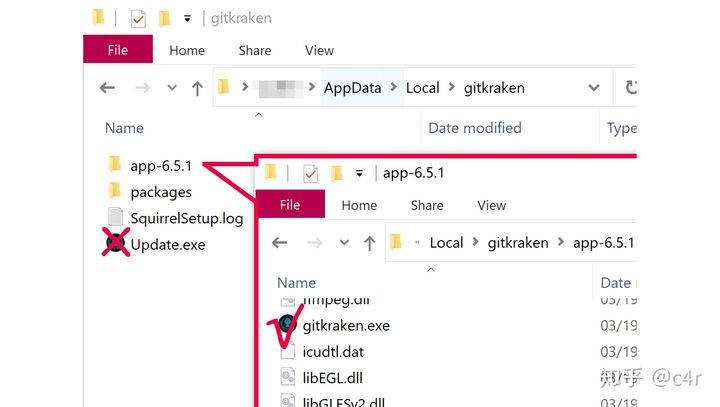 gitkraken
File Home Share View
AppData Local gitkraken
Name Date modified Type
app-6.5.1
packages
SquirrelSetup.log
Update.exe
app-6.5.1
File Home Share View
« Local gitkraken app-6.5.1
Name Date
ffmpeg.dll
gitkraken.exe 03/19
icudtl.dat 03/19
libEGL.dll 03/19
libGLESv2.dll 03/19
知乎 @c4r